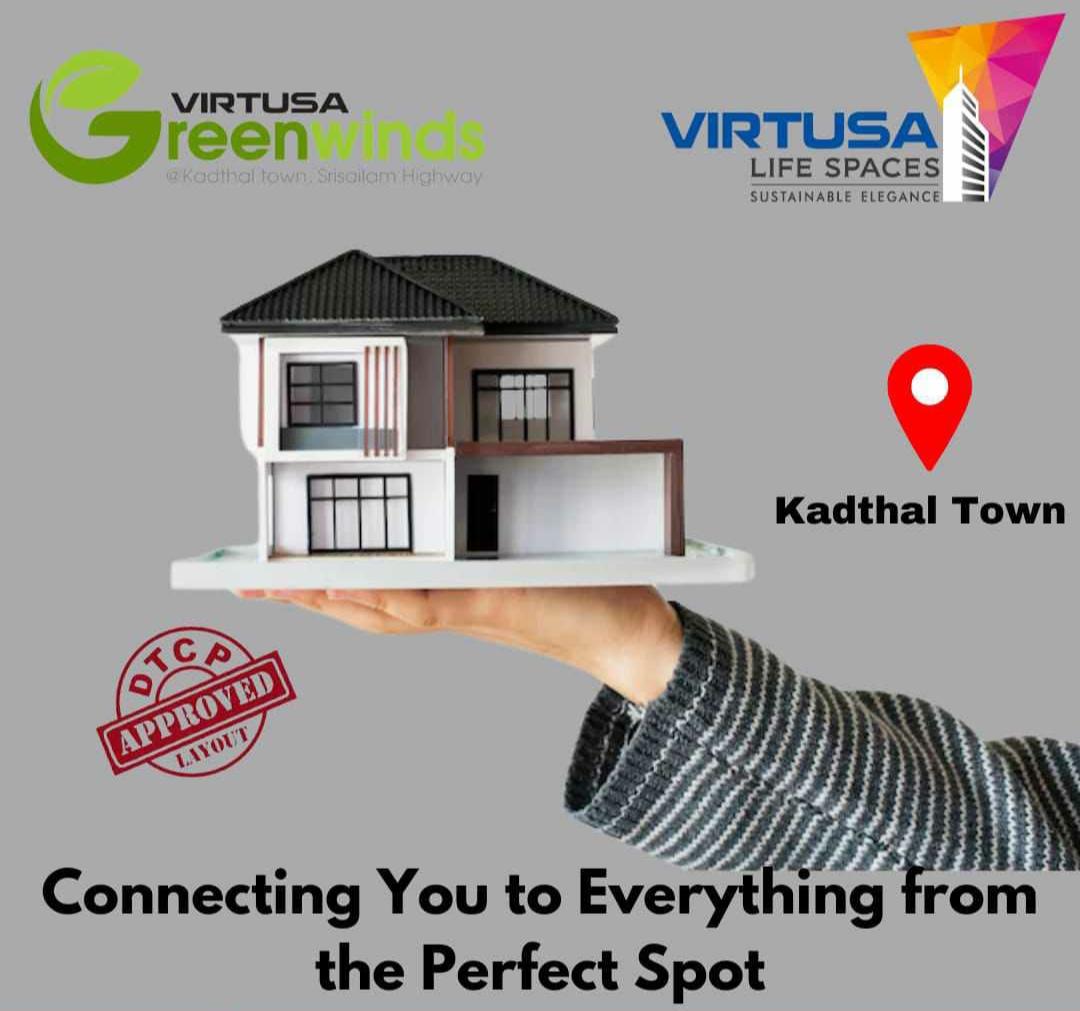 VIRTUSA
Greenwinds
@Kadthal town, Srisailam Highway
VIRTUSA
LIFE SPACES
SUSTAINABLE ELEGANCE
Kadthal Town
DTCP
APPROVED
LAYOUT
Connecting You to Everything from
the Perfect Spot